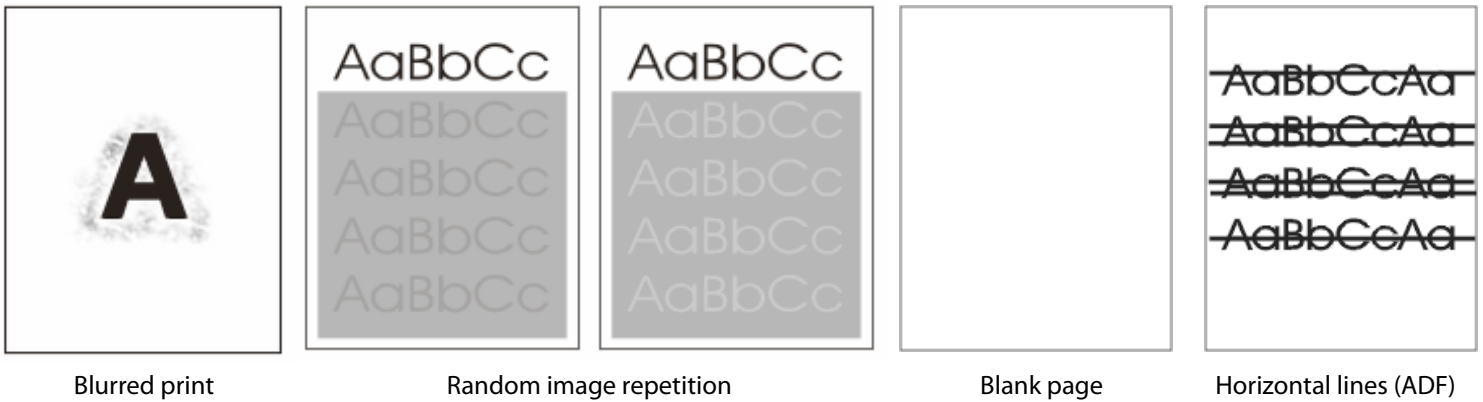 A
AaBbCc
AaBbCc
AaBbCc
AaBbCc
AaBbCc
AaBbCc
AaBbCc
AaBbCc
AaBbCc
AaBbCc
AaBbCcAa
AaBbCcAa
AaBbCcAa
AaBbCcAa
Blurred print
Random image repetition
Blank page
Horizontal lines (ADF)